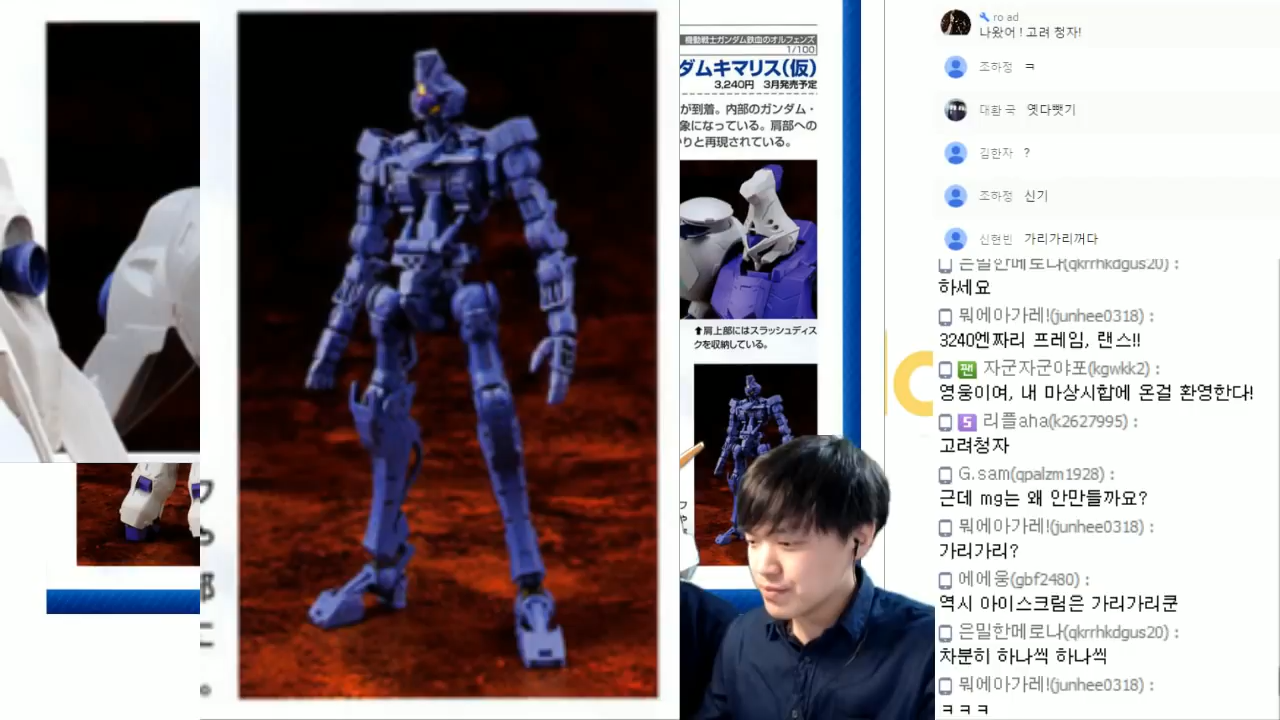 機動戦士ガンダム鉄血のオルフェンズ
1/100
ダムキマリス(仮)
3,240円 3月発売予定
が到着。内部のガンダム・
象になっている。肩部への
りと再現されている。
⬆肩上部にはスラッシュディス
クを収納している。
ro ad
나왔어 ! 고려 청자!
조하정 ㅋ
대환 국 옛다뺏기
김한자 ?
조하정 신기
신현빈 가리가리꺼다
은밀한메로나(qkrrhkdgus20) :
하세요
뭐에아가레!(junhee0318) :
3240엔짜리 프레임, 랜스!!
팬 자군자군야포(kgwkk2) :
영웅이여, 내 마상시합에 온걸 환영한다!
S 리플aha(k2627995) :
고려청자
G.sam(qpalzm1928) :
근데 mg는 왜 안만들까요?
뭐에아가레!(junhee0318) :
가리가리?
에에웅(gbf2480) :
역시 아이스크림은 가리가리쿤
은밀한메로나(qkrrhkdgus20) :
차분히 하나씩 하나씩
뭐에아가레!(junhee0318) :
ㅋㅋㅋ